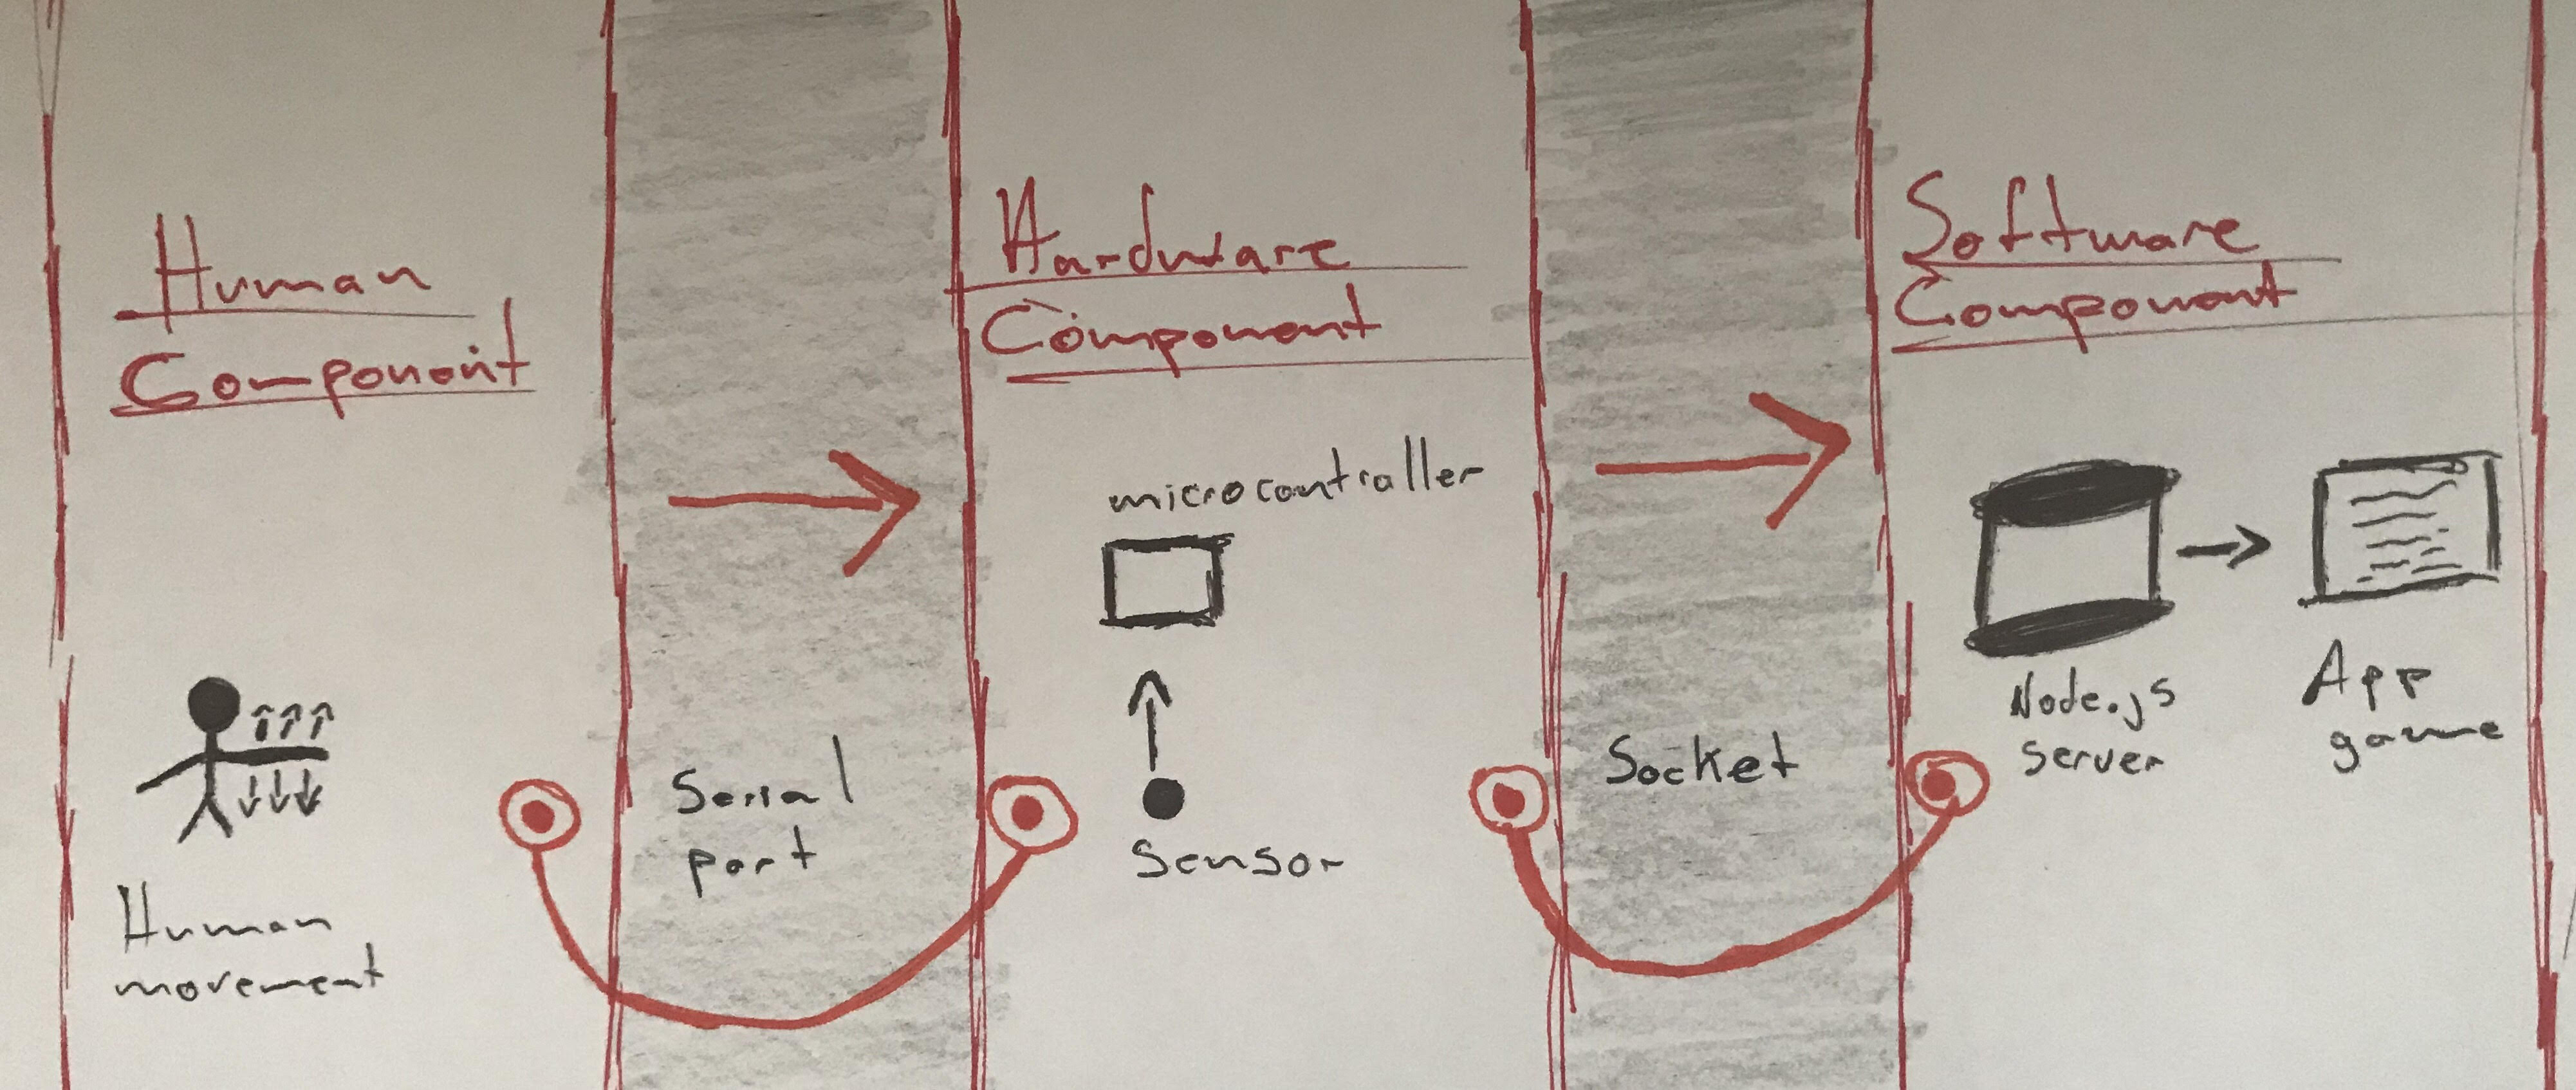 Human
Component
Human
movement
Serial
port
Hardware
Component
microcontroller
sensor
Socket
Software
Component
Node.js
server
App
game